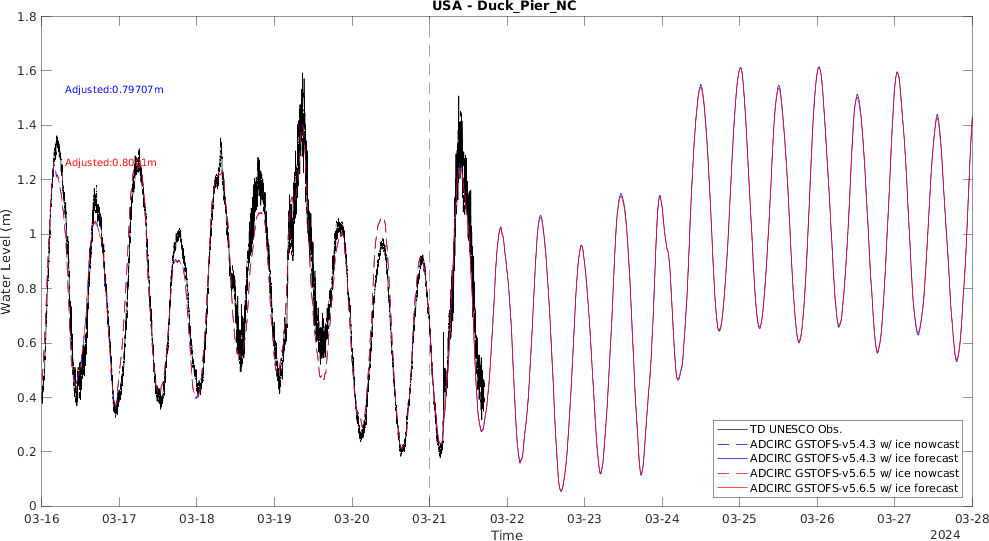 USA - Duck_Pier_NC
1.8
1.6
1.4
1.2
1
0.8
0.6
0.4
0.2
0
Water Level (m)
Adjusted:0.79707m
TD UNESCO Obs.
ADCIRC GSTOFS-v5.4.3 w/ ice nowcast
ADCIRC GSTOFS-v5.4.3 w/ ice forecast
ADCIRC GSTOFS-v5.6.5 w/ ice nowcast
ADCIRC GSTOFS-v5.6.5 w/ ice forecast
03-16 03-17 03-18 03-19 03-20 03-21 03-22 03-23 03-24 03-25 03-26 03-27 03-28
Time
2024